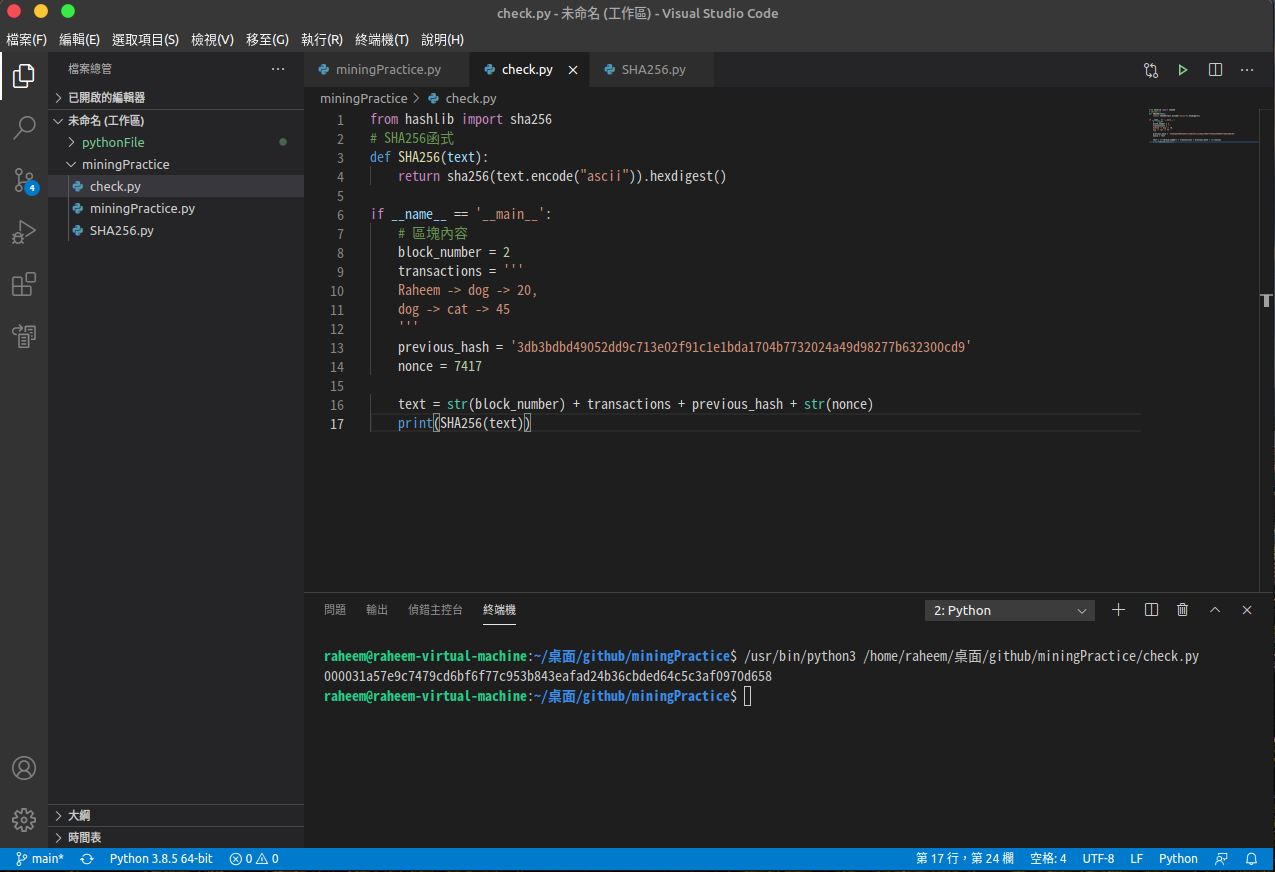 check.py - 未命名 (工作區) - Visual Studio Code
檔案(F) 編輯(E) 選取項目(S) 檢視(V) 移至(G) 執行(R) 終端機(T) 說明(H)
檔案總管
已開啟的編輯器
未命名 (工作區)
pythonFile
miningPractice
check.py
miningPractice.py
SHA256.py
4
大綱
時間表
miningPractice.py check.py SHA256.py
miningPractice > check.py
1 from hashlib import sha256
2 # SHA256函式
3 def SHA256(text):
4 return sha256(text.encode("ascii")).hexdigest()
5
6 if __name__ == '__main__':
7 # 區塊內容
8 block_number = 2
9 transactions = '''
10 Raheem -> dog -> 20,
11 dog -> cat -> 45
12 '''
13 previous_hash = '3db3bdbd49052dd9c713e02f91c1e1bda1704b7732024a49d98277b632300cd9'
14 nonce = 7417
15
16 text = str(block_number) + transactions + previous_hash + str(nonce)
17 print(SHA256(text))
問題 輸出 偵錯主控台 終端機 2: Python
raheem@raheem-virtual-machine:~/桌面/github/miningPractice$ /usr/bin/python3 /home/raheem/桌面/github/miningPractice/check.py
000031a57e9c7479cd6bf6f77c953b843eafad24b36cbded64c5c3af0970d658
raheem@raheem-virtual-machine:~/桌面/github/miningPractice$
main* Python 3.8.5 64-bit 0 0 第 17 行，第 24 欄 空格: 4 UTF-8 LF Python